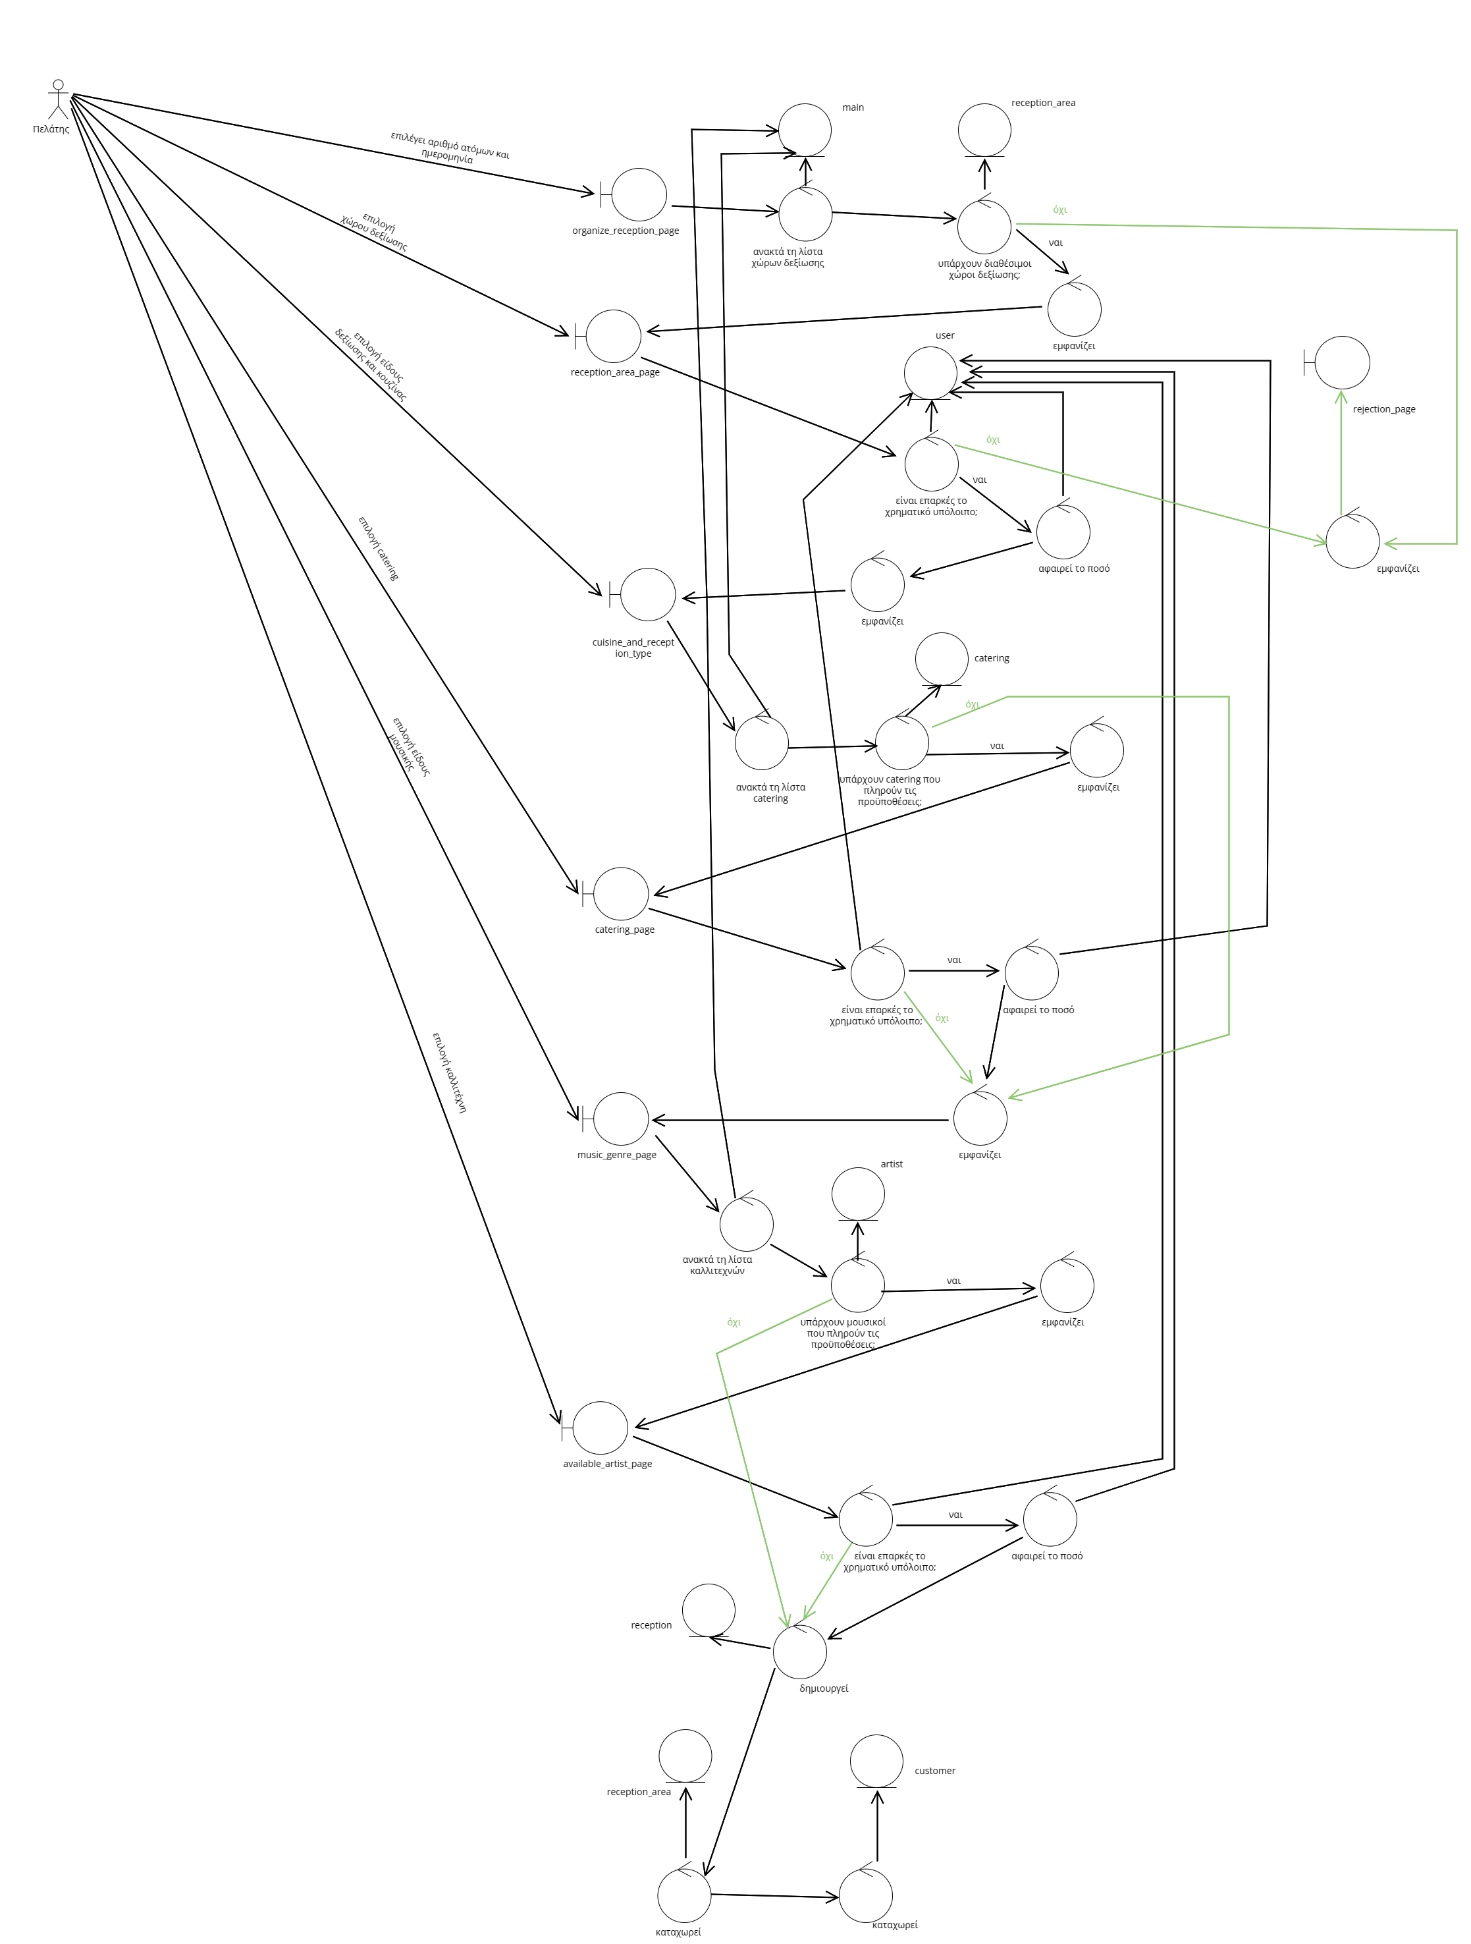 main
reception_area
Πελάτης
επιλέγει αριθμό ατόμων και
ημερομηνία
όχι
επιλογή
χώρου δεξίωσης
organize_reception_page
ναι
ανακτά τη λίστα
χώρων δεξίωσης
υπάρχουν διαθέσιμοι
χώροι δεξίωσης;
user
εμφανίζει
επιλογή είδους
δεξίωσης και κουζίνας
reception_area_page
rejection_page
όχι
ναι
είναι επαρκές το
χρηματικό υπόλοιπο;
επιλογή catering
αφαιρεί το ποσό
εμφανίζει
εμφανίζει
cuisine_and_recept
ion_type
catering
όχι
επιλογή είδους
μουσικής
ναι
υπάρχουν catering που
πληρούν τις
προϋποθέσεις;
ανακτά τη λίστα
catering
εμφανίζει
catering_page
ναι
είναι επαρκές το
χρηματικό υπόλοιπο;
όχι
αφαιρεί το ποσό
επιλογή καλλιτέχνη
music_genre_page
εμφανίζει
artist
ανακτά τη λίστα
καλλιτεχνών
ναι
όχι
υπάρχουν μουσικοί
που πληρούν τις
προϋποθέσεις;
εμφανίζει
available_artist_page
ναι
όχι
είναι επαρκές το
χρηματικό υπόλοιπο;
αφαιρεί το ποσό
reception
δημιουργεί
customer
reception_area
καταχωρεί
καταχωρεί